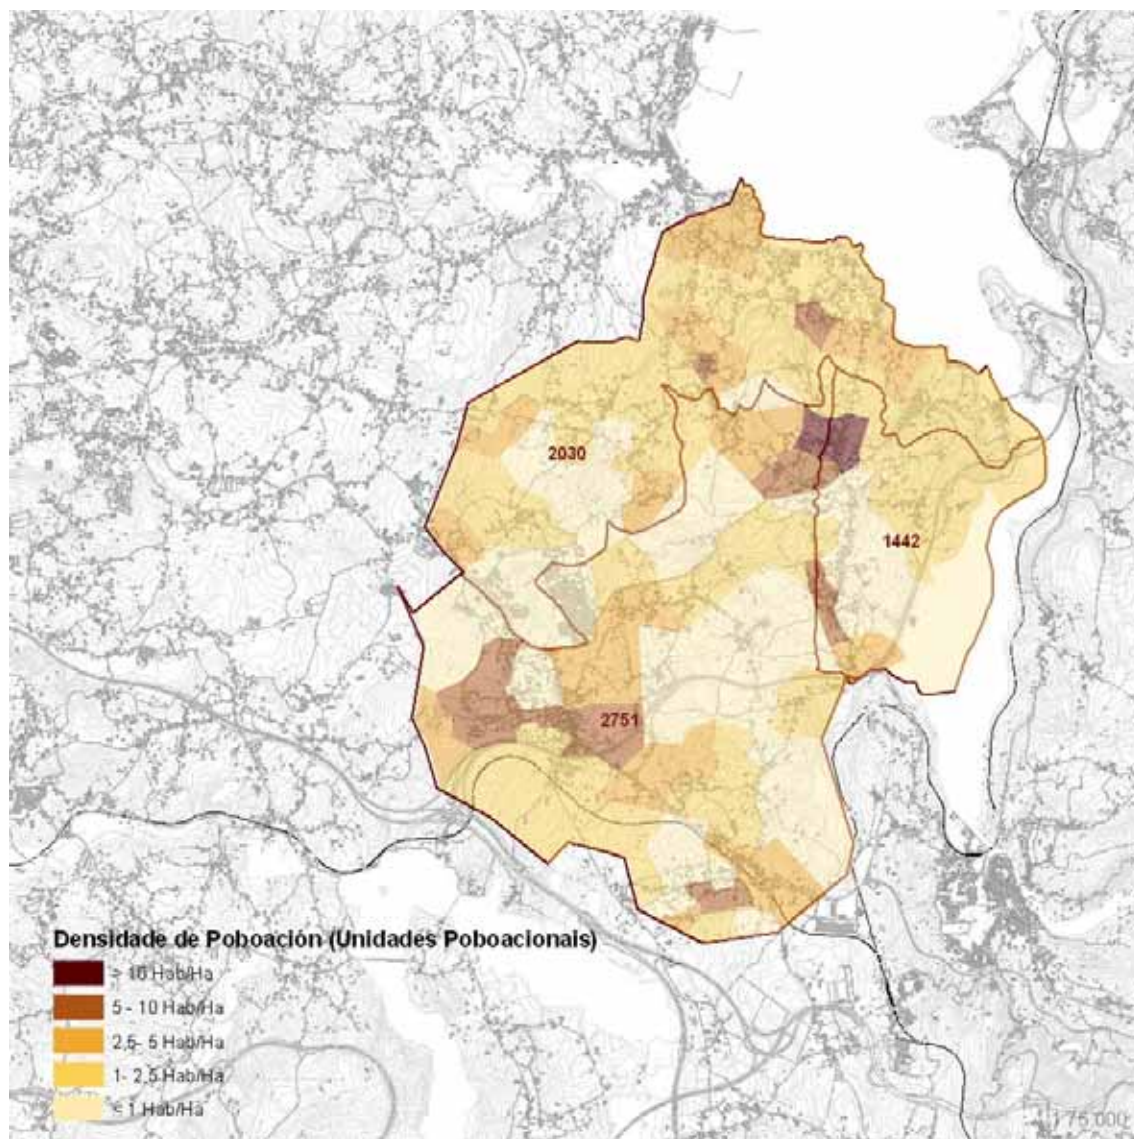 2030
1442
2751
Densidade de Poboación (Unidades Poboacionais)
> 10 Hab/Ha
5 - 10 Hab/Ha
2,5- 5 Hab/Ha
1- 2,5 Hab/Ha
< 1 Hab/Ha
1:75.000